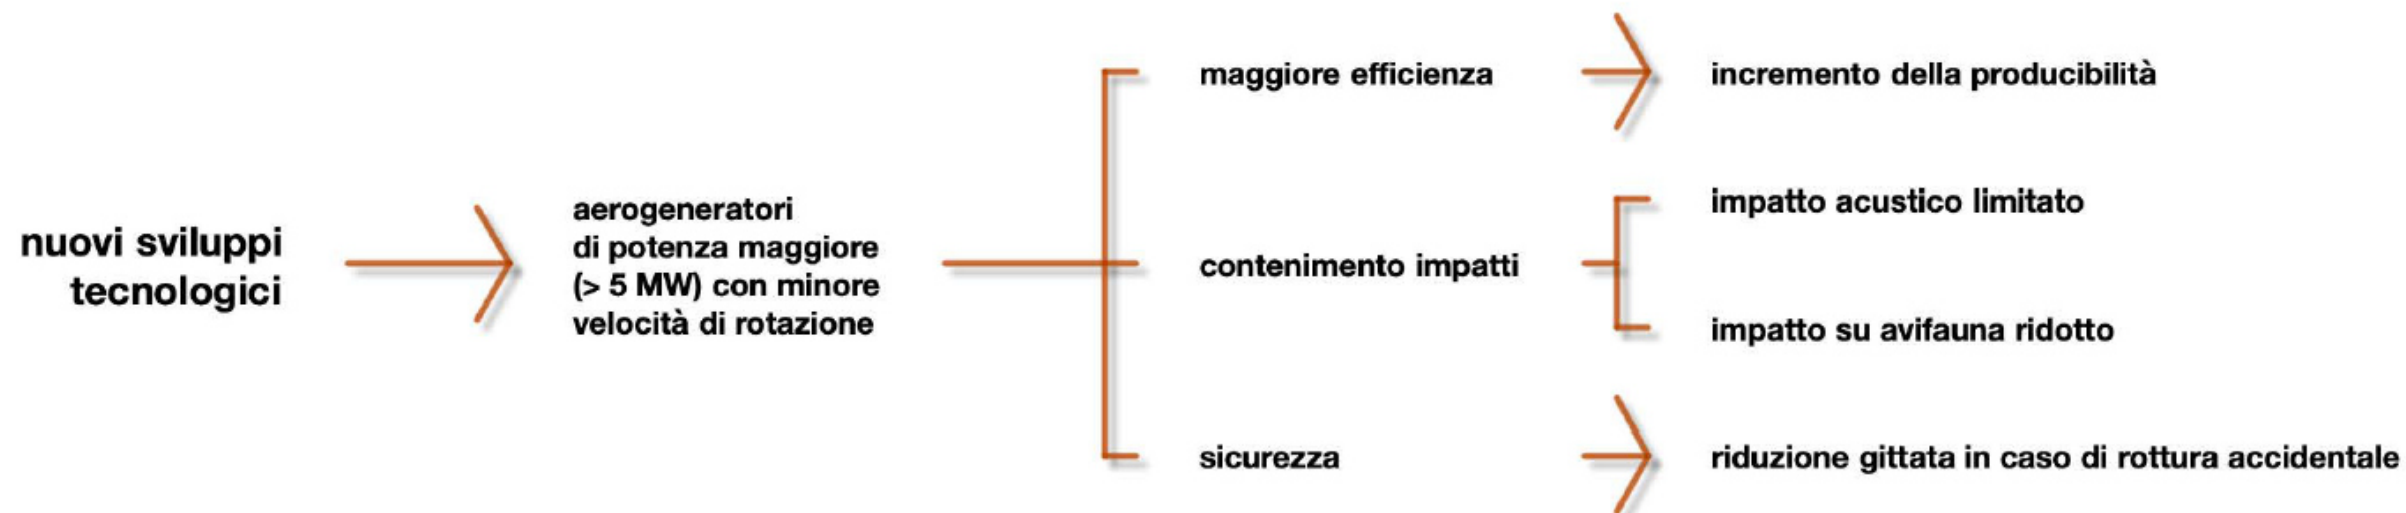 nuovi sviluppi
tecnologici
aerogeneratori
di potenza maggiore
(> 5 MW) con minore
velocità di rotazione
maggiore efficienza
incremento della producibilità
contenimento impatti
impatto acustico limitato
impatto su avifauna ridotto
sicurezza
riduzione gittata in caso di rottura accidentale